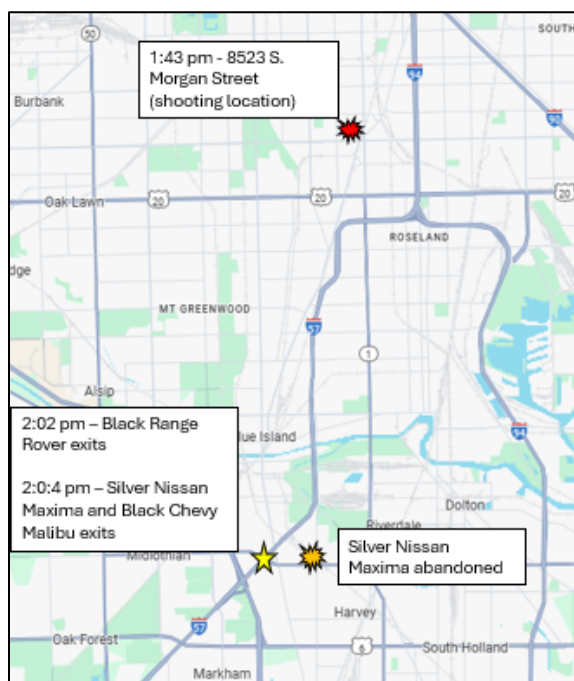 50
SOUTH
1:43 pm - 8523 S.
Morgan Street
(shooting location)
94
Burbank
90
20
20
20
Oak Lawn
ROSELAND
dge
MT GREENWOOD
57
1
Alsip
2:02 pm – Black Range
Rover exits
2:0:4 pm – Silver Nissan
Maxima and Black Chevy
Malibu exits
ue Island
94
Dolton
Riverdale
Silver Nissan
Maxima abandoned
Midlothian
Harvey
57
Oak Forest
6
South Holland
Markham